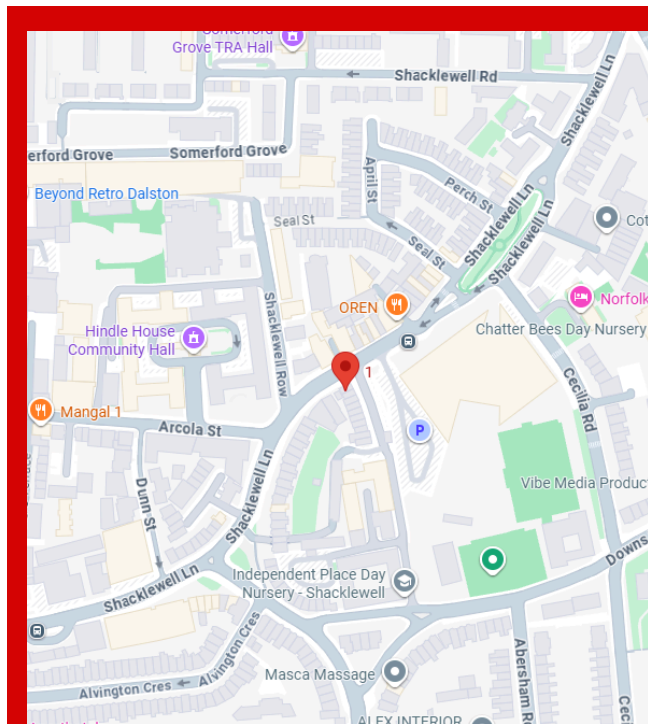 Somerford
Grove TRA Hall
Shacklewell Rd
Shacklewell Ln
erford Grove
Somerford Grove
April St
Perch St
Beyond Retro Dalston
Seal St
Seal St
Shacklewell Ln
Shacklewell Ln
Cot
OREN
Norfolk
Shacklewell Row
Hindle House
Community Hall
Chatter Bees Day Nursery
1
Cecilia Rd
Mangal 1
Arcola St
P
Dunn St
Shacklewell Ln
Vibe Media Produc
Downs
Independent Place Day
Nursery - Shacklewell
Shacklewell Ln
Alvington Cres
Abersham Rd
Masca Massage
Alvington Cres
Cec
ALEX INTERIOR